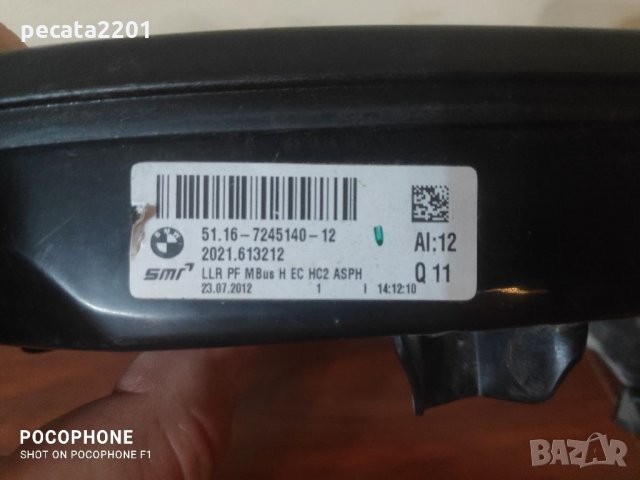 pecata2201
BMW
51.16-7245140-12
2021.613212
AI:12
smr
LLR PF MBus H EC HC2 ASPH
Q 11
23.07.2012 1 I 14:12:10
POCOPHONE
SHOT ON POCOPHONE F1
BAZAR